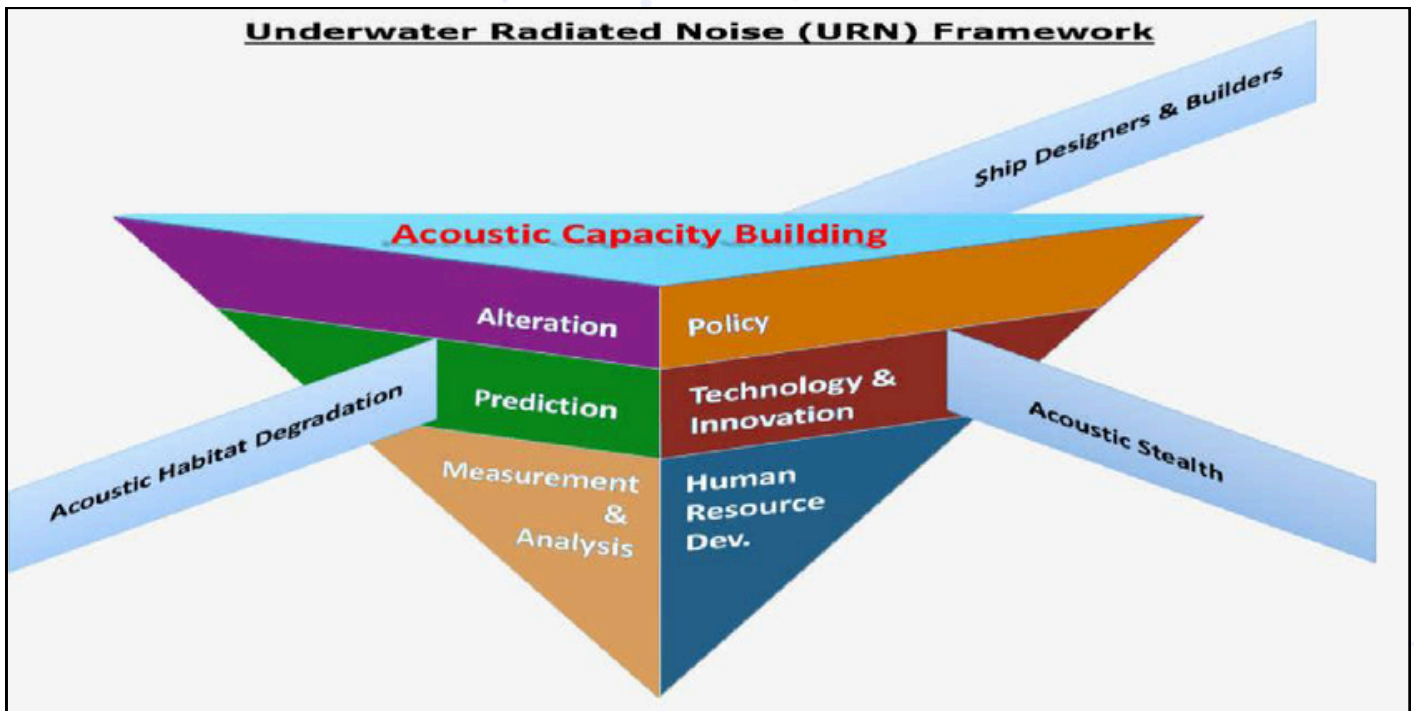 Underwater Radiated Noise (URN) Framework
Ship Designers & Builders
Acoustic Capacity Building
Alteration
Policy
Prediction
Technology &
Innovation
Acoustic Habitat Degradation
Acoustic Stealth
Measurement
&
Analysis
Human
Resource
Dev.